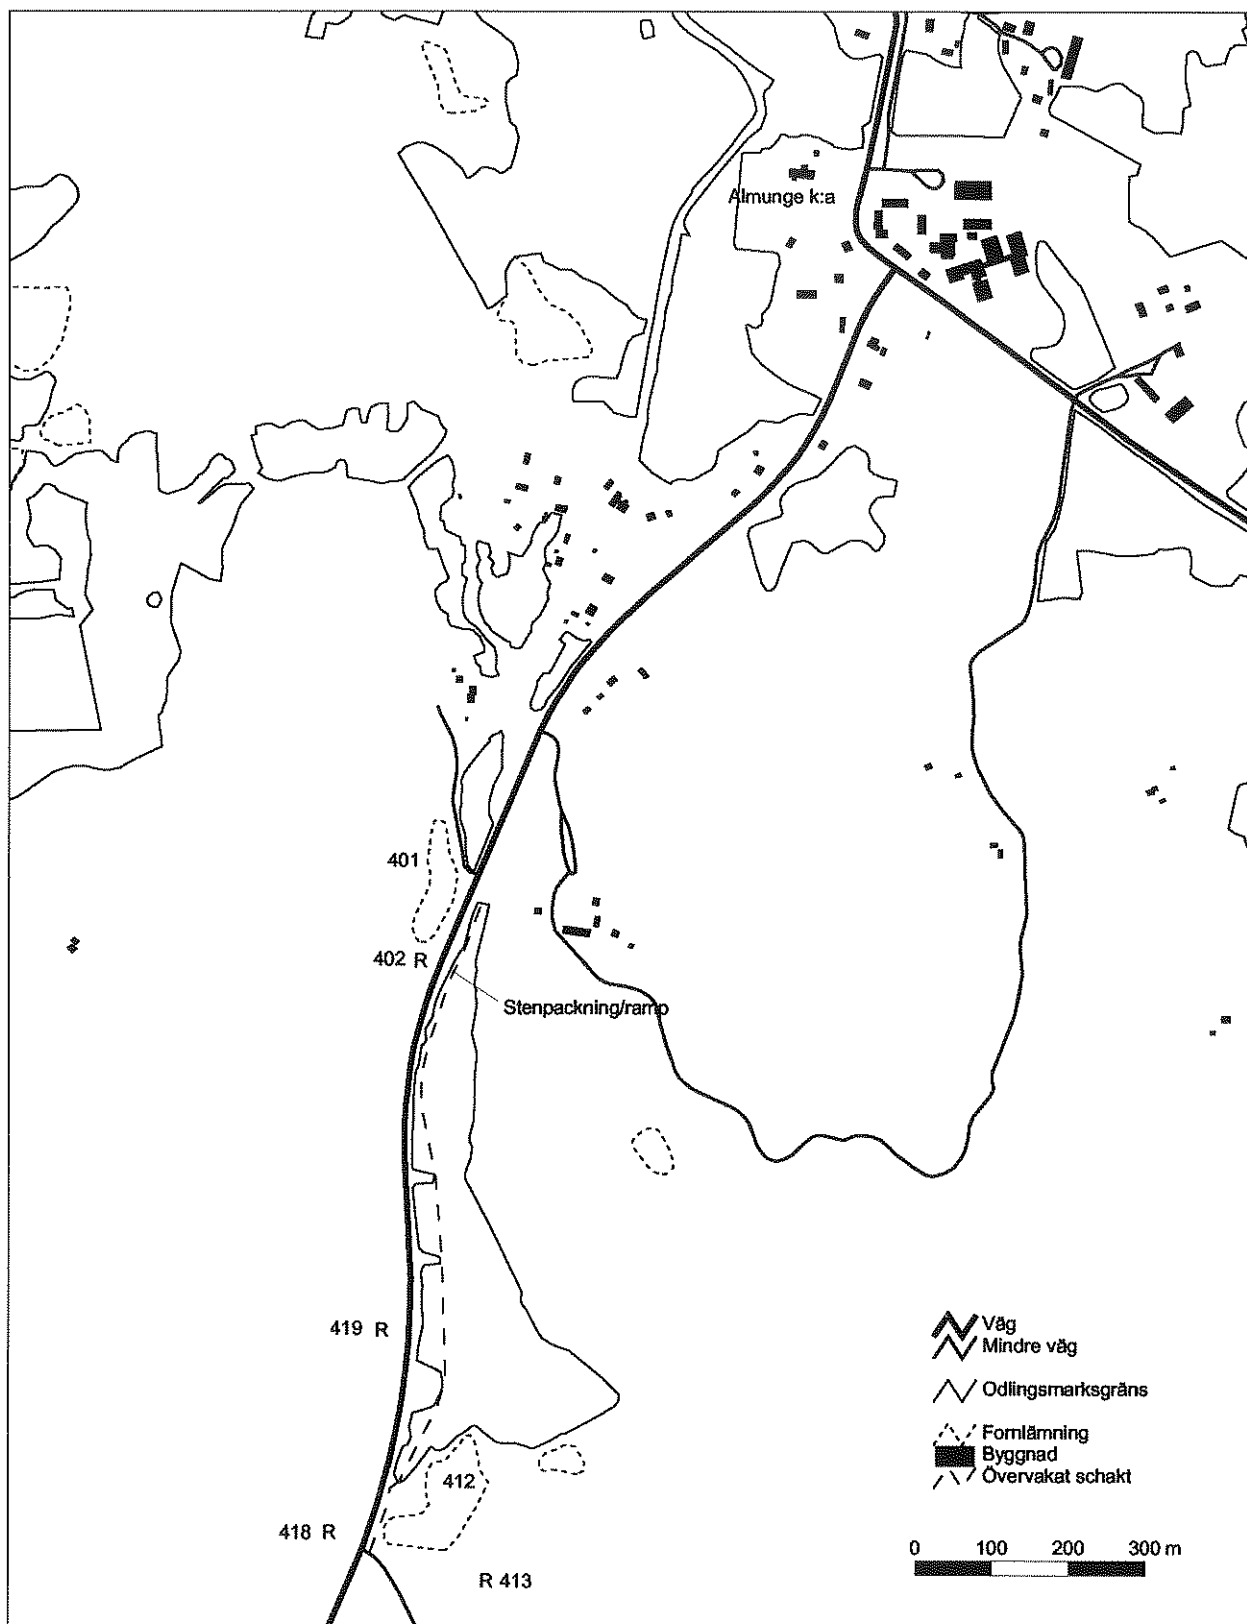 Almunge k:a
401
402 R
Stenpackning/ramp
419 R
Väg
Mindre väg
Odlingsmarksgräns
Fornlämning
Byggnad
Övervakat schakt
412
418 R
0 100 200 300 m
R 413